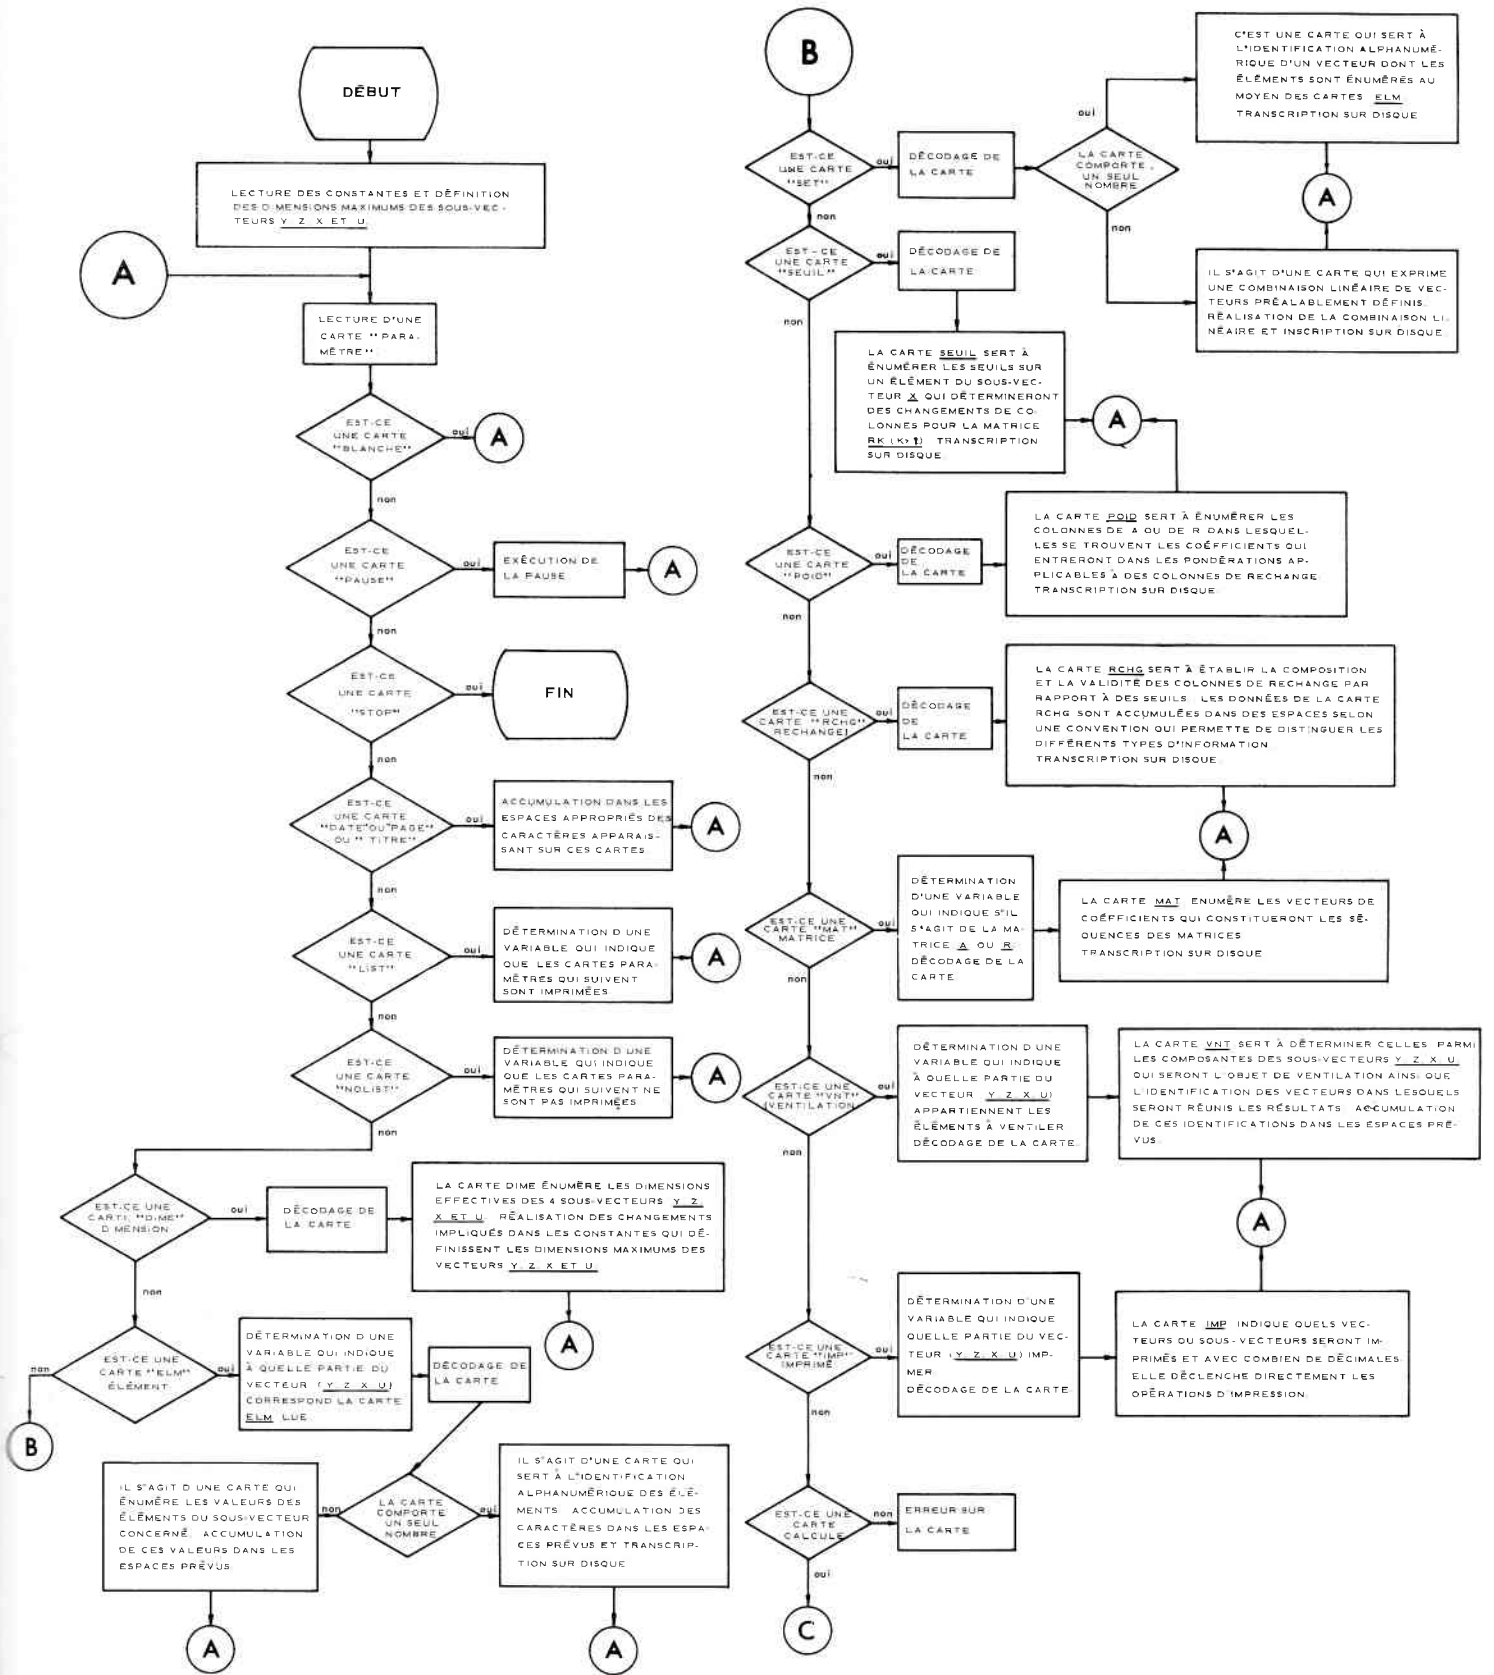 DÉBUT
LECTURE DES CONSTANTES ET DÉFINITION
DES DIMENSIONS MAXIMUMS DES SOUS-VEC-
TEURS Y Z X ET U.
A
LECTURE D'UNE
CARTE "PARA-
MÈTRE"
EST-CE
UNE CARTE
"BLANCHE"
oui
A
non
EST-CE
UNE CARTE
"PAUSE"
oui
EXÉCUTION DE
LA PAUSE
A
non
EST-CE
UNE CARTE
"STOP"
oui
FIN
non
EST-CE
UNE CARTE
"DATE" OU "PAGE"
OU "TITRE"
oui
ACCUMULATION DANS LES
ESPACES APPROPRIÉS DES
CARACTÈRES APPARAIS-
SANT SUR CES CARTES.
A
non
EST-CE
UNE CARTE
"LIST"
oui
DÉTERMINATION D UNE
VARIABLE QUI INDIQUE
QUE LES CARTES PARA-
MÈTRES QUI SUIVENT
SONT IMPRIMÉES.
A
non
EST-CE
UNE CARTE
"NOLIST"
oui
DÉTERMINATION D UNE
VARIABLE QUI INDIQUE
QUE LES CARTES PARA-
MÈTRES QUI SUIVENT NE
SONT PAS IMPRIMÉES
A
non
EST-CE UNE
CARTE "DIME"
DIMENSION
oui
DÉCODAGE DE
LA CARTE
LA CARTE DIME ÉNUMÈRE LES DIMENSIONS
EFFECTIVES DES 4 SOUS-VECTEURS Y. Z.
X ET U. RÉALISATION DES CHANGEMENTS
IMPLIQUÉS DANS LES CONSTANTES QUI DÉ-
FINISSENT LES DIMENSIONS MAXIMUMS DES
VECTEURS Y. Z. X ET U.
A
non
EST-CE UNE
CARTE "ELM"
ÉLÉMENT
non
B
oui
DÉTERMINATION D UNE
VARIABLE QUI INDIQUE
À QUELLE PARTIE DU
VECTEUR (Y Z X U)
CORRESPOND LA CARTE
ELM LUE.
DÉCODAGE DE
LA CARTE
LA CARTE
COMPORTE
UN SEUL
NOMBRE
non
IL S'AGIT D UNE CARTE QUI
ÉNUMÈRE LES VALEURS DES
ÉLÉMENTS DU SOUS-VECTEUR
CONCERNÉ. ACCUMULATION
DE CES VALEURS DANS LES
ESPACES PRÉVUS.
A
oui
IL S'AGIT D'UNE CARTE QUI
SERT À L'IDENTIFICATION
ALPHANUMÉRIQUE DES ÉLÉ-
MENTS. ACCUMULATION DES
CARACTÈRES DANS LES ESPA-
CES PRÉVUS ET TRANSCRIP-
TION SUR DISQUE
A
B
EST-CE
UNE CARTE
"SET"
oui
DÉCODAGE DE
LA CARTE
LA CARTE
COMPORTE
UN SEUL
NOMBRE
oui
C'EST UNE CARTE QUI SERT À
L'IDENTIFICATION ALPHANUMÉ-
RIQUE D'UN VECTEUR DONT LES
ÉLÉMENTS SONT ÉNUMÉRÉS AU
MOYEN DES CARTES ELM.
TRANSCRIPTION SUR DISQUE
A
non
IL S'AGIT D'UNE CARTE QUI EXPRIME
UNE COMBINAISON LINÉAIRE DE VEC-
TEURS PRÉALABLEMENT DÉFINIS.
RÉALISATION DE LA COMBINAISON LI-
NÉAIRE ET INSCRIPTION SUR DISQUE.
non
EST-CE
UNE CARTE
"SEUIL"
oui
DÉCODAGE DE
LA CARTE
LA CARTE SEUIL SERT À
ÉNUMÉRER LES SEUILS SUR
UN ÉLÉMENT DU SOUS-VEC-
TEUR X QUI DÉTERMINERONT
DES CHANGEMENTS DE CO-
LONNES POUR LA MATRICE
RK (K>1) TRANSCRIPTION
SUR DISQUE.
A
non
EST-CE
UNE CARTE
"POID"
oui
DÉCODAGE
DE
LA CARTE
LA CARTE POID SERT À ÉNUMÉRER LES
COLONNES DE A OU DE R DANS LESQUEL-
LES SE TROUVENT LES COÉFFICIENTS QUI
ENTRERONT DANS LES PONDÉRATIONS AP-
PLICABLES À DES COLONNES DE RECHANGE.
TRANSCRIPTION SUR DISQUE.
non
EST-CE UNE
CARTE "RCHG"
RECHANGE)
oui
DÉCODAGE
DE
LA CARTE
LA CARTE RCHG SERT À ÉTABLIR LA COMPOSITION
ET LA VALIDITÉ DES COLONNES DE RECHANGE PAR
RAPPORT À DES SEUILS. LES DONNÉES DE LA CARTE
RCHG SONT ACCUMULÉES DANS DES ESPACES SELON
UNE CONVENTION QUI PERMETTE DE DISTINGUER LES
DIFFÉRENTS TYPES D'INFORMATION
TRANSCRIPTION SUR DISQUE.
A
non
EST-CE UNE
CARTE "MAT"
MATRICE
oui
DÉTERMINATION
D'UNE VARIABLE
QUI INDIQUE S'IL
S'AGIT DE LA MA-
TRICE A OU R.
DÉCODAGE DE LA
CARTE
LA CARTE MAT ENUMÈRE LES VECTEURS DE
COÉFFICIENTS QUI CONSTITUERONT LES SÉ-
QUENCES DES MATRICES
TRANSCRIPTION SUR DISQUE
non
EST-CE UNE
CARTE "VNT"
(VENTILATION
oui
DÉTERMINATION D UNE
VARIABLE QUI INDIQUE
À QUELLE PARTIE DU
VECTEUR (Y. Z. X. U)
APPARTIENNENT LES
ÉLÉMENTS À VENTILER
DÉCODAGE DE LA CARTE.
LA CARTE VNT SERT À DÉTERMINER CELLES PARMI
LES COMPOSANTES DES SOUS-VECTEURS Y. Z. X. U.
QUI SERONT L'OBJET DE VENTILATION AINSI QUE
L'IDENTIFICATION DES VECTEURS DANS LESQUELS
SERONT RÉUNIS LES RÉSULTATS. ACCUMULATION
DE CES IDENTIFICATIONS DANS LES ESPACES PRÉ-
VUS.
A
non
EST-CE UNE
CARTE "IMP"
IMPRIMÉ
oui
DÉTERMINATION D'UNE
VARIABLE QUI INDIQUE
QUELLE PARTIE DU VEC-
TEUR (Y. Z. X. U) IMP-
MER
DÉCODAGE DE LA CARTE.
LA CARTE IMP INDIQUE QUELS VEC-
TEURS OU SOUS-VECTEURS SERONT IM-
PRIMÉS ET AVEC COMBIEN DE DÉCIMALES
ELLE DÉCLENCHE DIRECTEMENT LES
OPÉRATIONS D'IMPRESSION.
non
EST-CE UNE
CARTE
CALCULE
non
ERREUR SUR
LA CARTE
oui
C